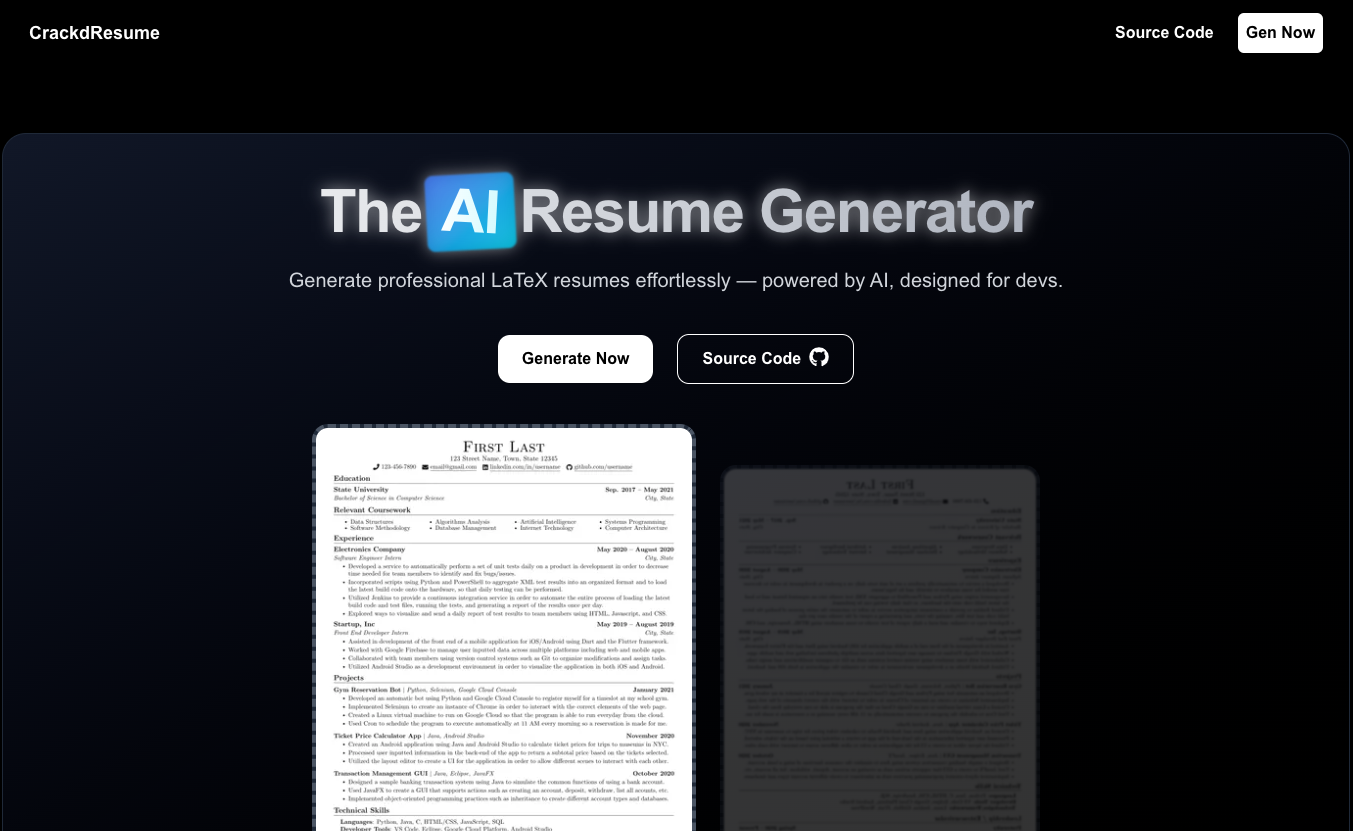 CrackdResume
Source Code
Gen Now
The AI Resume Generator
Generate professional LaTeX resumes effortlessly — powered by AI, designed for devs.
Generate Now
Source Code
First Last
123 Street Name, Town, State 12345
123-456-7890 email@gmail.com linkedin.com/in/username github.com/username
Education
State University Sep. 2017 – May 2021
Bachelor of Science in Computer Science City, State
Relevant Coursework
• Data Structures • Algorithms Analysis • Artificial Intelligence • Systems Programming
• Software Methodology • Database Management • Internet Technology • Computer Architecture
Experience
Electronics Company May 2020 – August 2020
Software Engineer Intern City, State
• Developed a service to automatically perform a set of unit tests daily on a product in development in order to decrease
time needed for team members to identify and fix bugs/issues.
• Incorporated scripts using Python and PowerShell to aggregate XML test results into an organized format and to load
the latest build code onto the hardware, so that daily testing can be performed.
• Utilized Jenkins to provide a continuous integration service in order to automate the entire process of loading the latest
build code and test files, running the tests, and generating a report of the results once per day.
• Explored ways to visualize and send a daily report of test results to team members using HTML, Javascript, and CSS.
Startup, Inc May 2019 – August 2019
Front End Developer Intern City, State
• Assisted in development of the front end of a mobile application for iOS/Android using Dart and the Flutter framework.
• Worked with Google Firebase to manage user inputted data across multiple platforms including web and mobile apps.
• Collaborated with team members using version control systems such as Git to organize modifications and assign tasks.
• Utilized Android Studio as a development environment in order to visualize the application in both iOS and Android.
Projects
Gym Reservation Bot | Python, Selenium, Google Cloud Console January 2021
• Developed an automatic bot using Python and Google Cloud Console to register myself for a timeslot at my school gym.
• Implemented Selenium to create an instance of Chrome in order to interact with the correct elements of the web page.
• Created a Linux virtual machine to run on Google Cloud so that the program is able to run everyday from the cloud.
• Used Cron to schedule the program to execute automatically at 11 AM every morning so a reservation is made for me.
Ticket Price Calculator App | Java, Android Studio November 2020
• Created an Android application using Java and Android Studio to calculate ticket prices for trips to museums in NYC.
• Processed user inputted information in the back-end of the app to return a subtotal price based on the tickets selected.
• Utilized the layout editor to create a UI for the application in order to allow different scenes to interact with each other.
Transaction Management GUI | Java, Eclipse, JavaFX October 2020
• Designed a sample banking transaction system using Java to simulate the common functions of using a bank account.
• Used JavaFX to create a GUI that supports actions such as creating an account, deposit, withdraw, list all acounts, etc.
• Implemented object-oriented programming practices such as inheritance to create different account types and databases.
Technical Skills
Languages: Python, Java, C, HTML/CSS, JavaScript, SQL
Developer Tools: VS Code, Eclipse, Google Cloud Platform, Android Studio